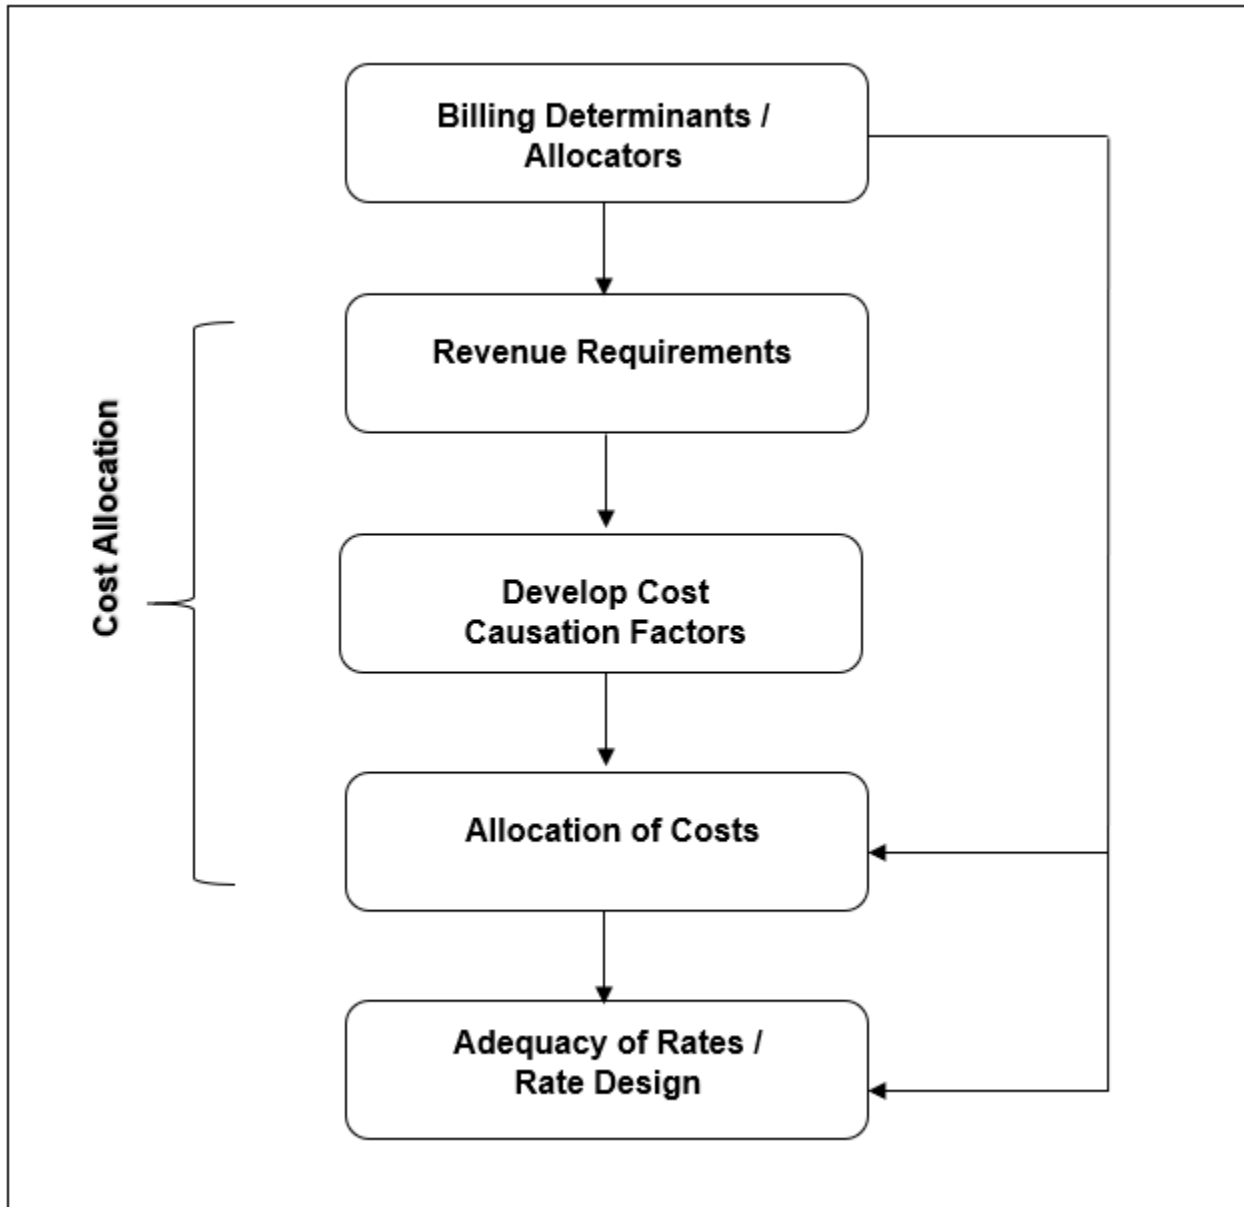 Billing Determinants /
Allocators
Revenue Requirements
Cost Allocation
Develop Cost
Causation Factors
Allocation of Costs
Adequacy of Rates /
Rate Design